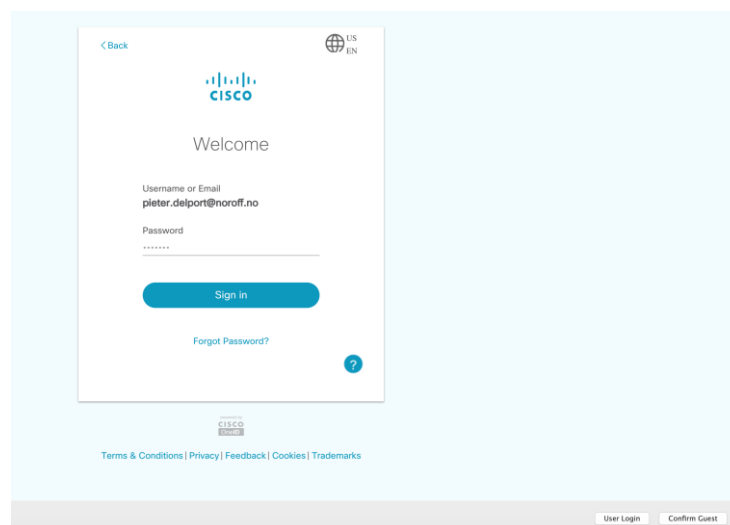 Back
US
EN
CISCO
Welcome
Username or Email
pieter.delport@noroff.no
Password
Sign in
Forgot Password?
?
CISCO
Terms & Conditions | Privacy | Feedback | Cookies | Trademarks
User Login Confirm Guest